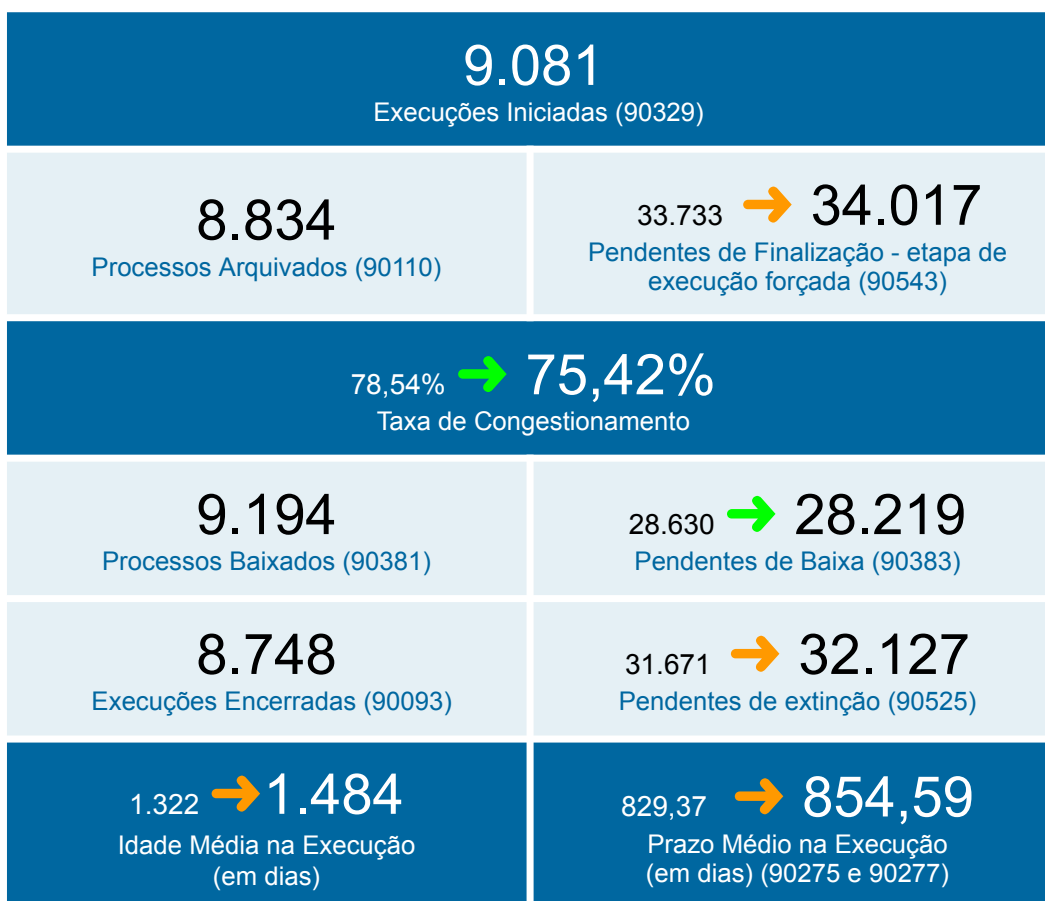 9.081
Execuções Iniciadas (90329)
8.834
Processos Arquivados (90110)
33.733 34.017
Pendentes de Finalização - etapa de
execução forçada (90543)
78,54% 75,42%
Taxa de Congestionamento
9.194
Processos Baixados (90381)
28.630 28.219
Pendentes de Baixa (90383)
8.748
Execuções Encerradas (90093)
31.671 32.127
Pendentes de extinção (90525)
1.322 1.484
Idade Média na Execução
(em dias)
829,37 854,59
Prazo Médio na Execução
(em dias) (90275 e 90277)